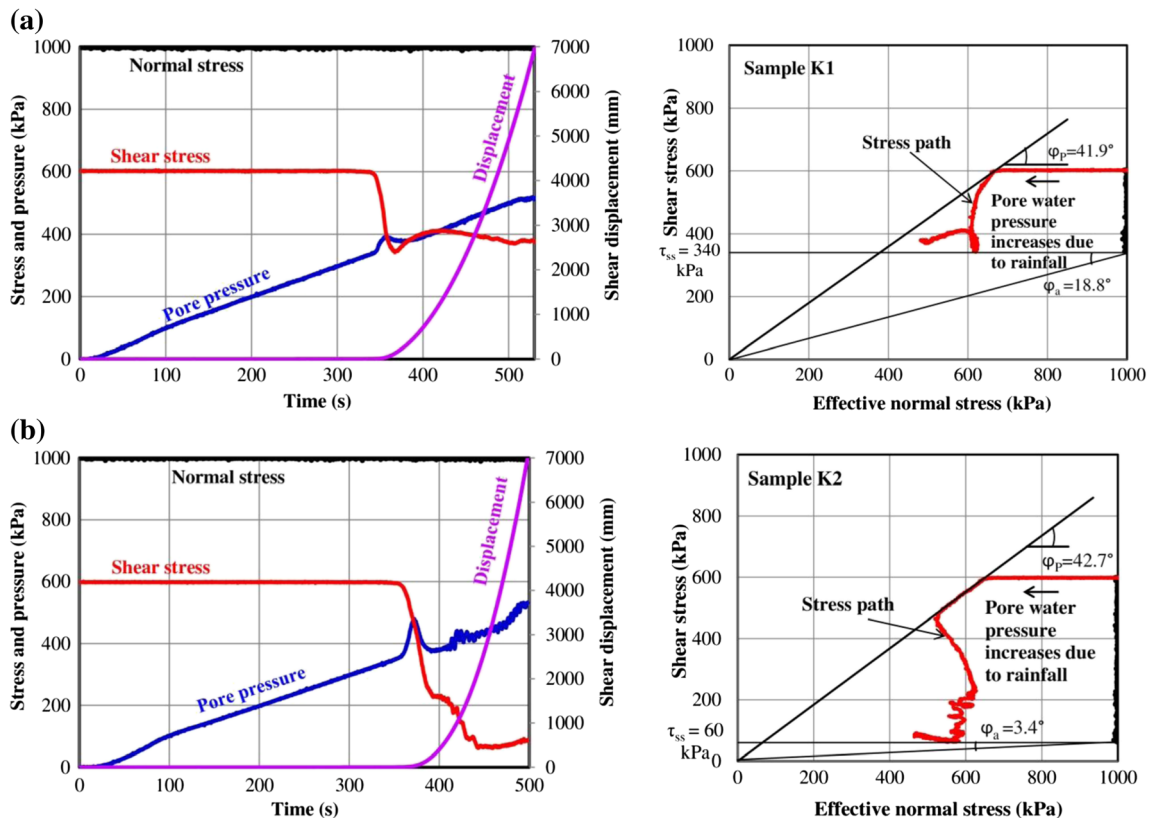 (a)
1000
800
600
400
200
0
Stress and pressure (kPa)
Normal stress
Shear stress
Pore pressure
Displacement
7000
6000
5000
4000
3000
2000
1000
0
Shear displacement (mm)
0
100
200
300
400
500
Time (s)
Sample K1
1000
800
600
400
200
0
Shear stress (kPa)
τss = 340
kPa
Stress path
φP=41.9°
Pore water
pressure
increases due
to rainfall
φa=18.8°
0
200
400
600
800
1000
Effective normal stress (kPa)
(b)
1000
800
600
400
200
0
Stress and pressure (kPa)
Normal stress
Shear stress
Pore pressure
Displacement
7000
6000
5000
4000
3000
2000
1000
0
Shear displacement (mm)
0
100
200
300
400
500
Time (s)
Sample K2
1000
800
600
400
200
0
Shear stress (kPa)
τss = 60
kPa
Stress path
φP=42.7°
Pore water
pressure
increases due
to rainfall
φa=3.4°
0
200
400
600
800
1000
Effective normal stress (kPa)